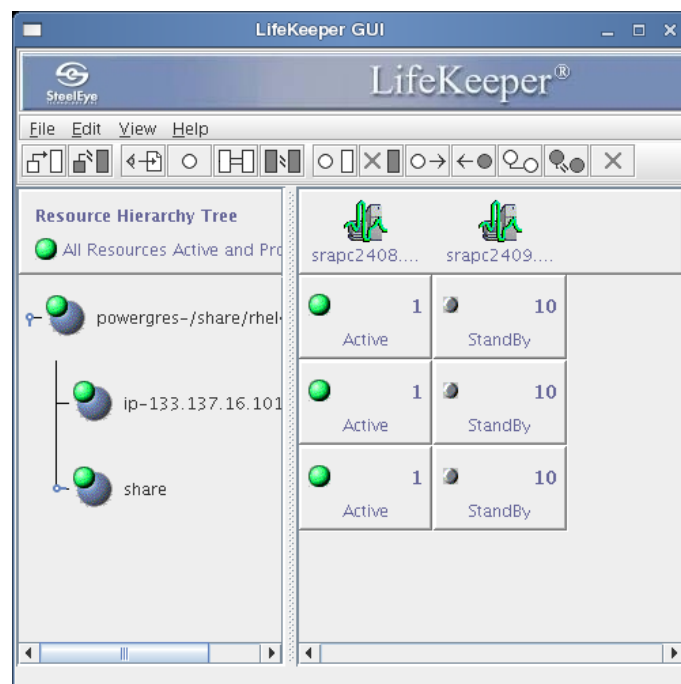 LifeKeeper GUI
SteelEye
LifeKeeper®
File Edit View Help
Resource Hierarchy Tree
All Resources Active and Pro
srapc2408.... srapc2409....
powergres-/share/rhel
1 10
Active StandBy
ip-133.137.16.101
1 10
Active StandBy
share
1 10
Active StandBy